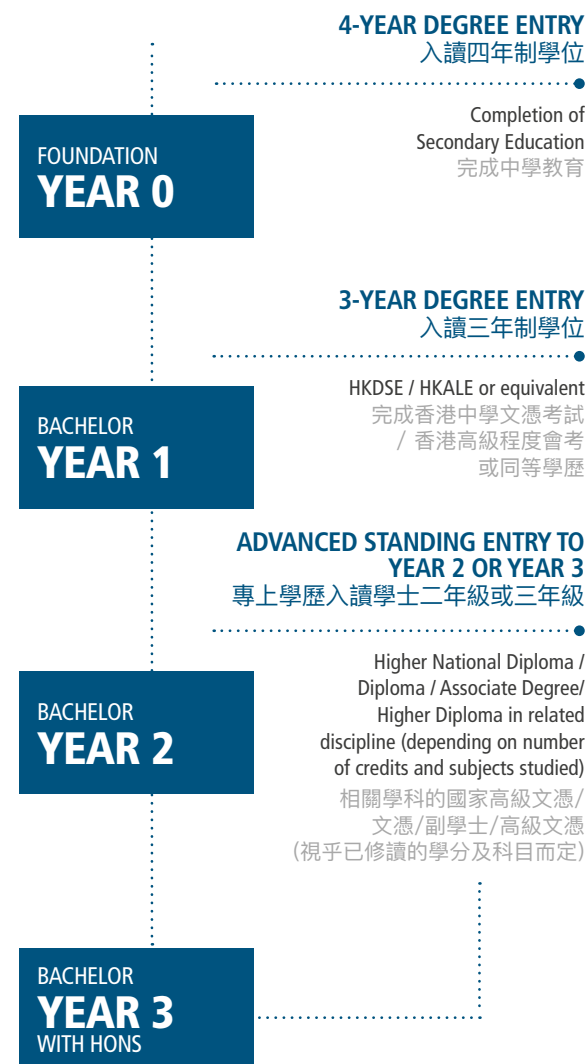 4-YEAR DEGREE ENTRY
入讀四年制學位
Completion of
Secondary Education
完成中學教育
FOUNDATION
YEAR 0
3-YEAR DEGREE ENTRY
入讀三年制學位
HKDSE / HKALE or equivalent
完成香港中學文憑考試
/ 香港高級程度會考
或同等學歷
BACHELOR
YEAR 1
ADVANCED STANDING ENTRY TO
YEAR 2 OR YEAR 3
專上學歷入讀學士二年級或三年級
Higher National Diploma /
Diploma / Associate Degree/
Higher Diploma in related
discipline (depending on number
of credits and subjects studied)
相關學科的國家高級文憑/
文憑/副學士/高級文憑
(視乎已修讀的學分及科目而定)
BACHELOR
YEAR 2
BACHELOR
YEAR 3
WITH HONS